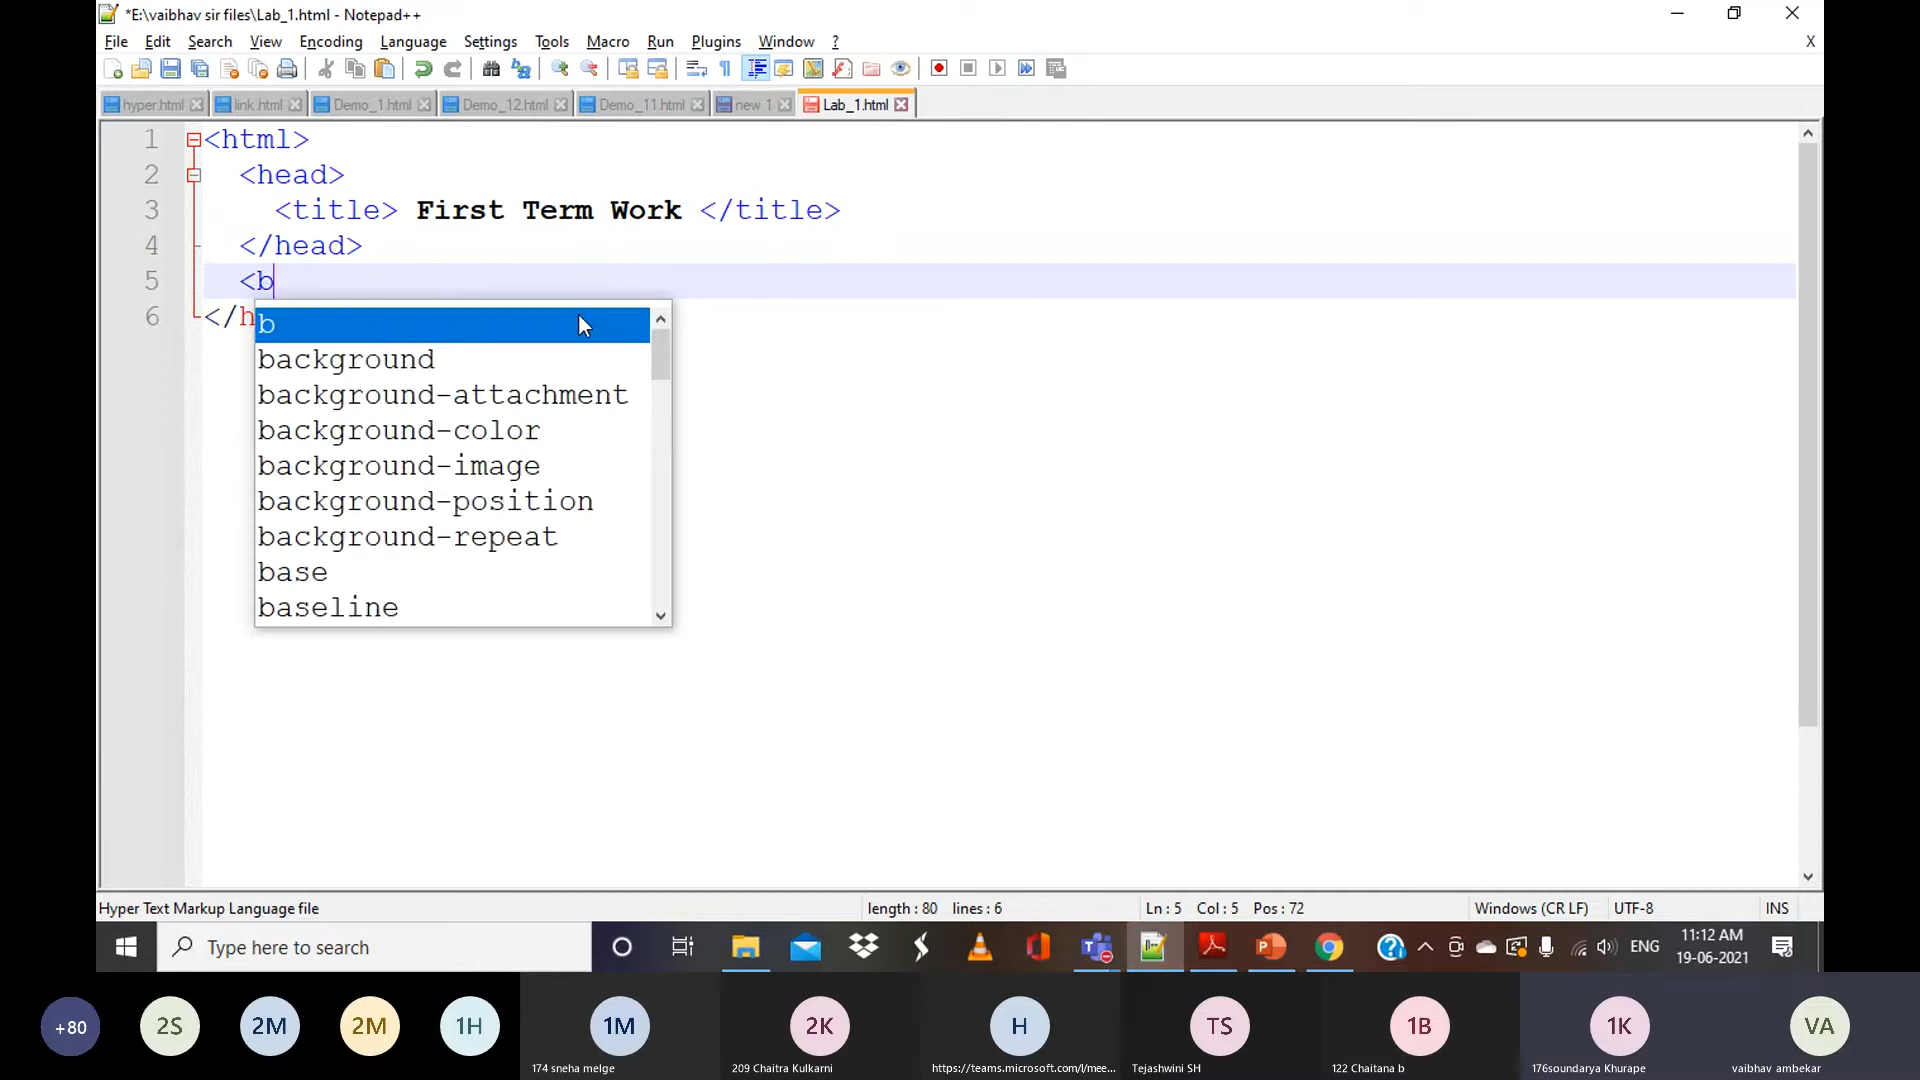 *E:\vaibhav sir files\Lab_1.html - Notepad++
File Edit Search View Encoding Language Settings Tools Macro Run Plugins Window ? X
hyper.html link.html Demo_1.html Demo_12.html Demo_11.html new 1 Lab_1.html
1 <html>
2 <head>
3 <title> First Term Work </title>
4 </head>
5 <b
6 </h
b
background
background-attachment
background-color
background-image
background-position
background-repeat
base
baseline
Hyper Text Markup Language file length : 80 lines : 6 Ln : 5 Col : 5 Pos : 72 Windows (CR LF) UTF-8 INS
Type here to search ENG 11:12 AM
19-06-2021
+80 2S 2M 2M 1H 1M 2K H TS 1B 1K VA
174 sneha melge 209 Chaitra Kulkarni https://teams.microsoft.com/l/mee... Tejashwini SH 122 Chaitana b 176soundarya Khurape vaibhav ambekar